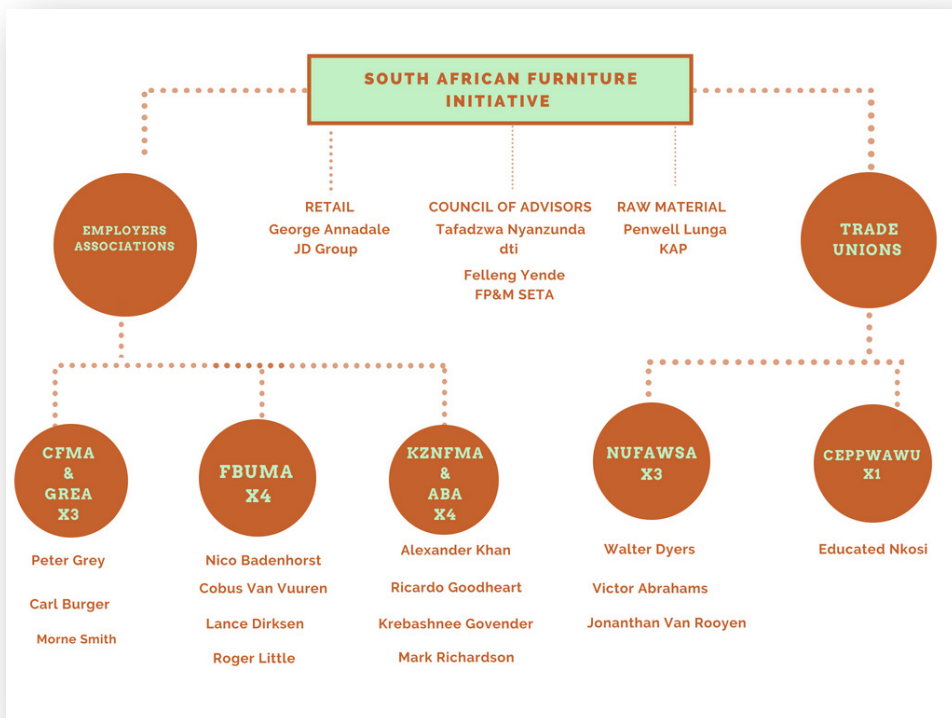 SOUTH AFRICAN FURNITURE
INITIATIVE
EMPLOYERS
ASSOCIATIONS
RETAIL
George Annadale
JD Group
COUNCIL OF ADVISORS
Tafadzwa Nyanzunda
dti
Felleng Yende
FP&M SETA
RAW MATERIAL
Penwell Lunga
KAP
TRADE
UNIONS
CFMA
&
GREA
X3
Peter Grey
Carl Burger
Morne Smith
FBUMA
X4
Nico Badenhorst
Cobus Van Vuuren
Lance Dirksen
Roger Little
KZNFMA
&
ABA
X4
Alexander Khan
Ricardo Goodheart
Krebashnee Govender
Mark Richardson
NUFAWSA
X3
Walter Dyers
Victor Abrahams
Jonanthan Van Rooyen
CEPPWAWU
X1
Educated Nkosi